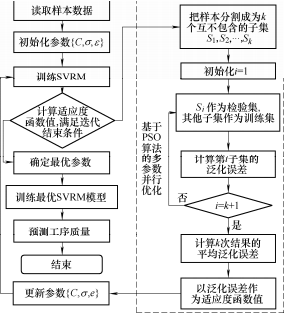 读取样本数据
初始化参数{C,σ,ε}
训练SVRM
计算适应度
函数值,满足迭代
结束条件
确定最优参数
训练最优SVRM模型
预测工序质量
结束
更新参数{C,σ,e}
基于
PSO
算法
的多
参数
并行
优化
把样本分割成为k
个互不包含的子集
S1,S2,···,Sk
初始化i=1
Si作为检验集,
其他子集作为训练集
计算第i子集的
泛化误差
否
i=k+1
是
计算k次结果的
平均泛化误差
以泛化误差作
为适应度函数值